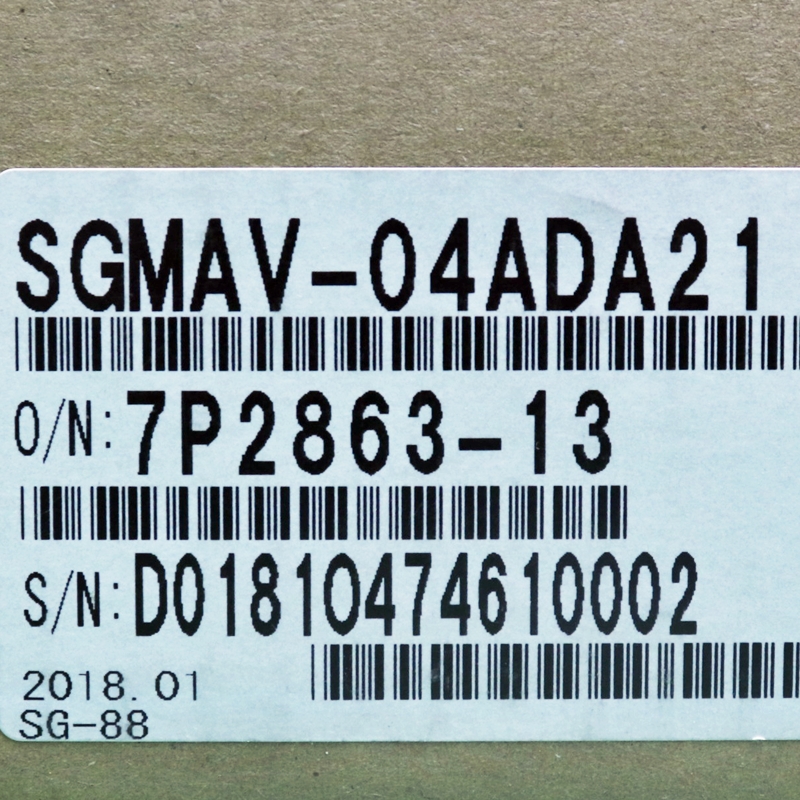 SGMAV-04ADA21
O/N: 7P2863-13
S/N: D01810474610002
2018. 01
SG-88